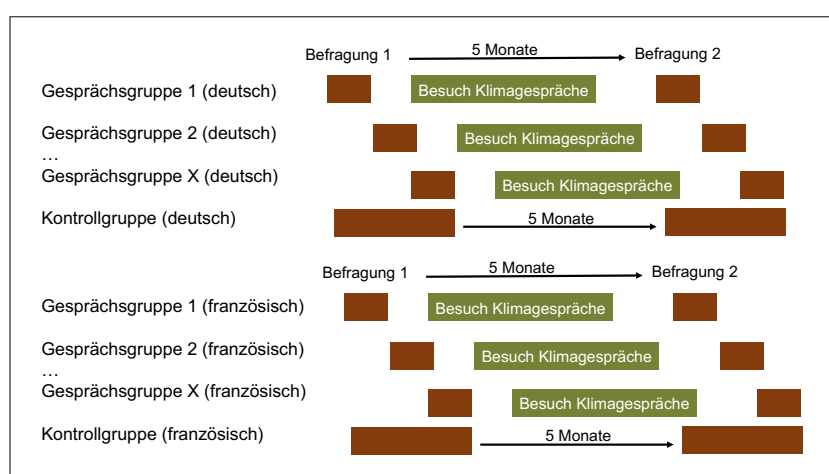 Befragung 1 5 Monate Befragung 2
Gesprächsgruppe 1 (deutsch) Besuch Klimagespräche
Gesprächsgruppe 2 (deutsch) Besuch Klimagespräche
…
Gesprächsgruppe X (deutsch) Besuch Klimagespräche
Kontrollgruppe (deutsch) 5 Monate
Befragung 1 5 Monate Befragung 2
Gesprächsgruppe 1 (französisch) Besuch Klimagespräche
Gesprächsgruppe 2 (französisch) Besuch Klimagespräche
…
Gesprächsgruppe X (französisch) Besuch Klimagespräche
Kontrollgruppe (französisch) 5 Monate